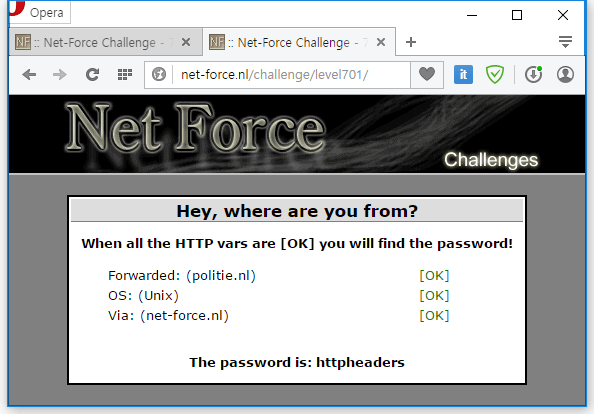 Opera
NF :: Net-Force Challenge - 
NF :: Net-Force Challenge - 
net-force.nl/challenge/level701/
it
Net Force
Challenges
Hey, where are you from?
When all the HTTP vars are [OK] you will find the password!
Forwarded: (politie.nl) [OK]
OS: (Unix) [OK]
Via: (net-force.nl) [OK]
The password is: httpheaders